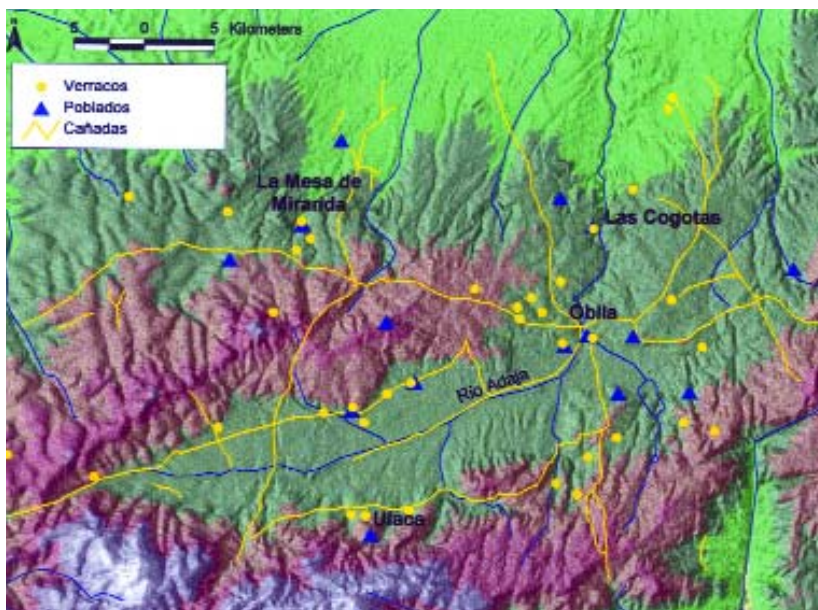 N
5 0 5 Kilometers
Verracos
Poblados
Cañadas
La Mesa de
Miranda
Las Cogotas
Óbila
Río Adaja
Ulaca